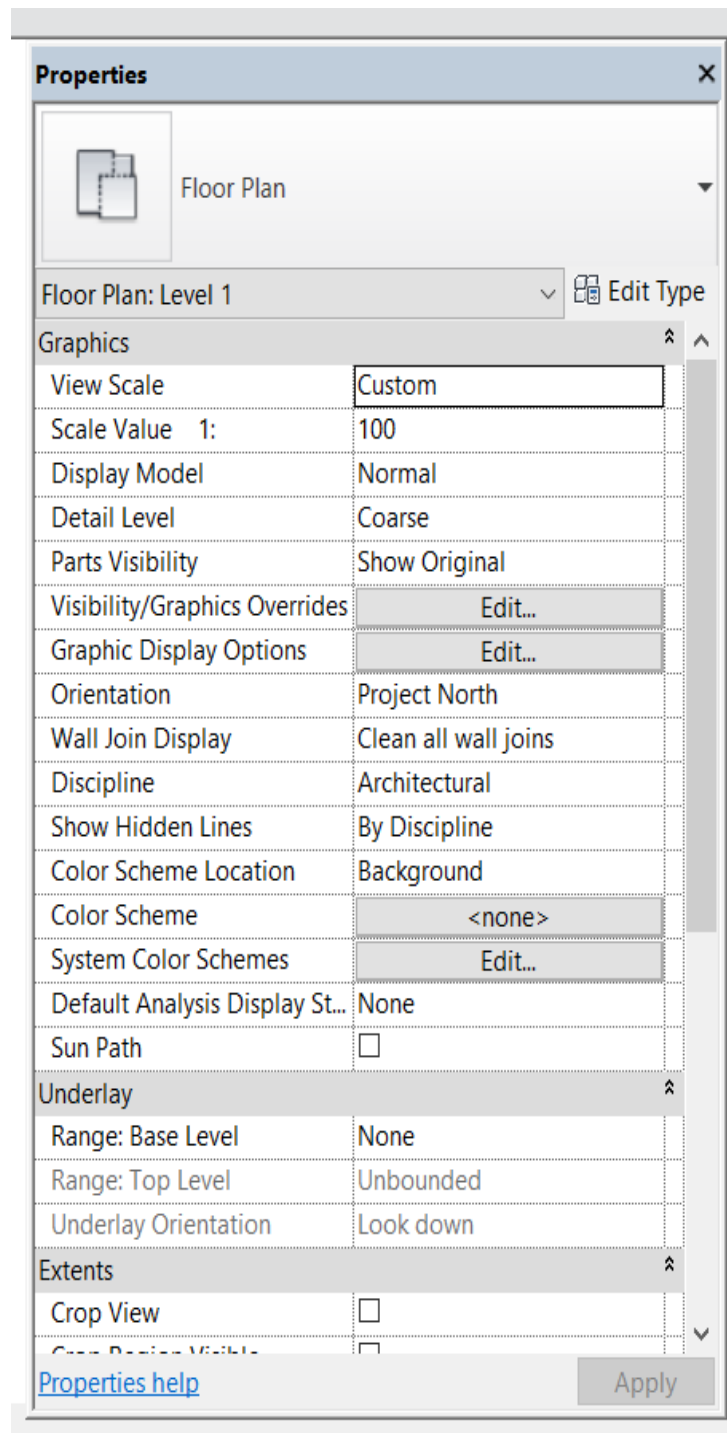 Properties
Floor Plan
Floor Plan: Level 1 Edit Type
Graphics
View Scale Custom
Scale Value 1: 100
Display Model Normal
Detail Level Coarse
Parts Visibility Show Original
Visibility/Graphics Overrides Edit...
Graphic Display Options Edit...
Orientation Project North
Wall Join Display Clean all wall joins
Discipline Architectural
Show Hidden Lines By Discipline
Color Scheme Location Background
Color Scheme <none>
System Color Schemes Edit...
Default Analysis Display St... None
Sun Path
Underlay
Range: Base Level None
Range: Top Level Unbounded
Underlay Orientation Look down
Extents
Crop View
Crop Region Visible
Properties help Apply